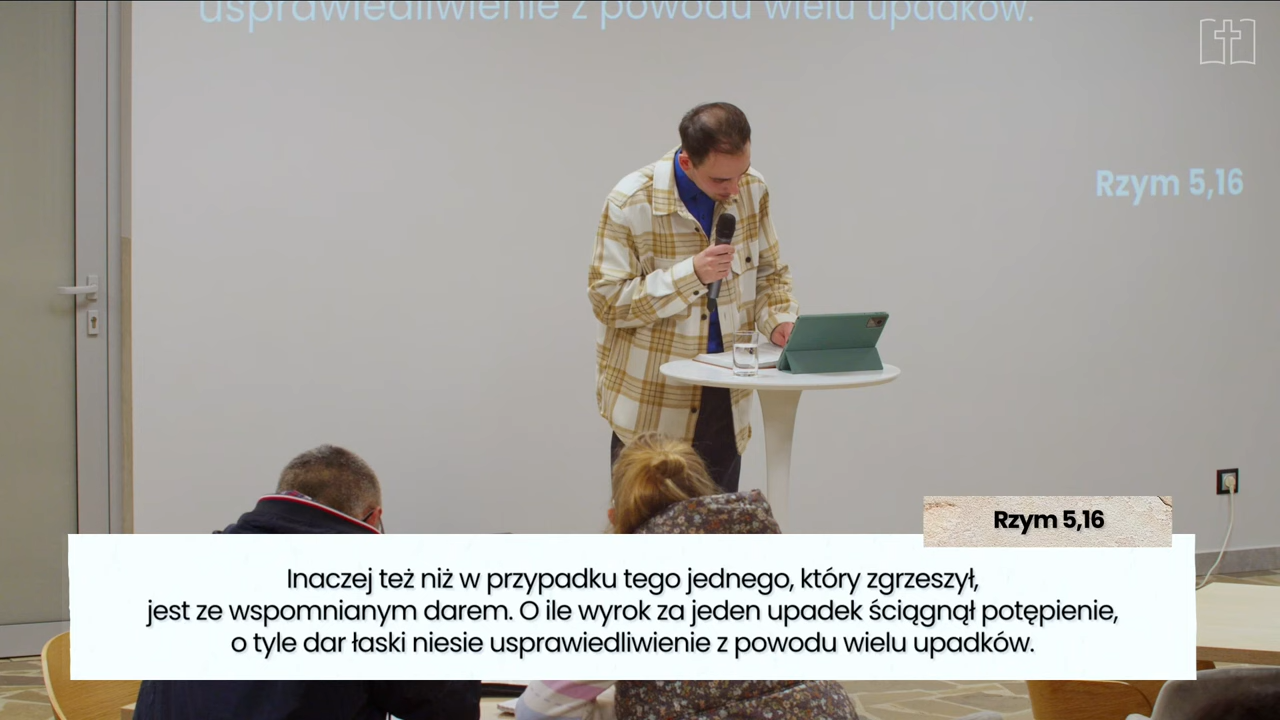 usprawiedliwienie z powodu wielu upadków.
Rzym 5,16
Rzym 5,16
Inaczej też niż w przypadku tego jednego, który zgrzeszył,
jest ze wspomnianym darem. O ile wyrok za jeden upadek ściągnął potępienie,
o tyle dar łaski niesie usprawiedliwienie z powodu wielu upadków.